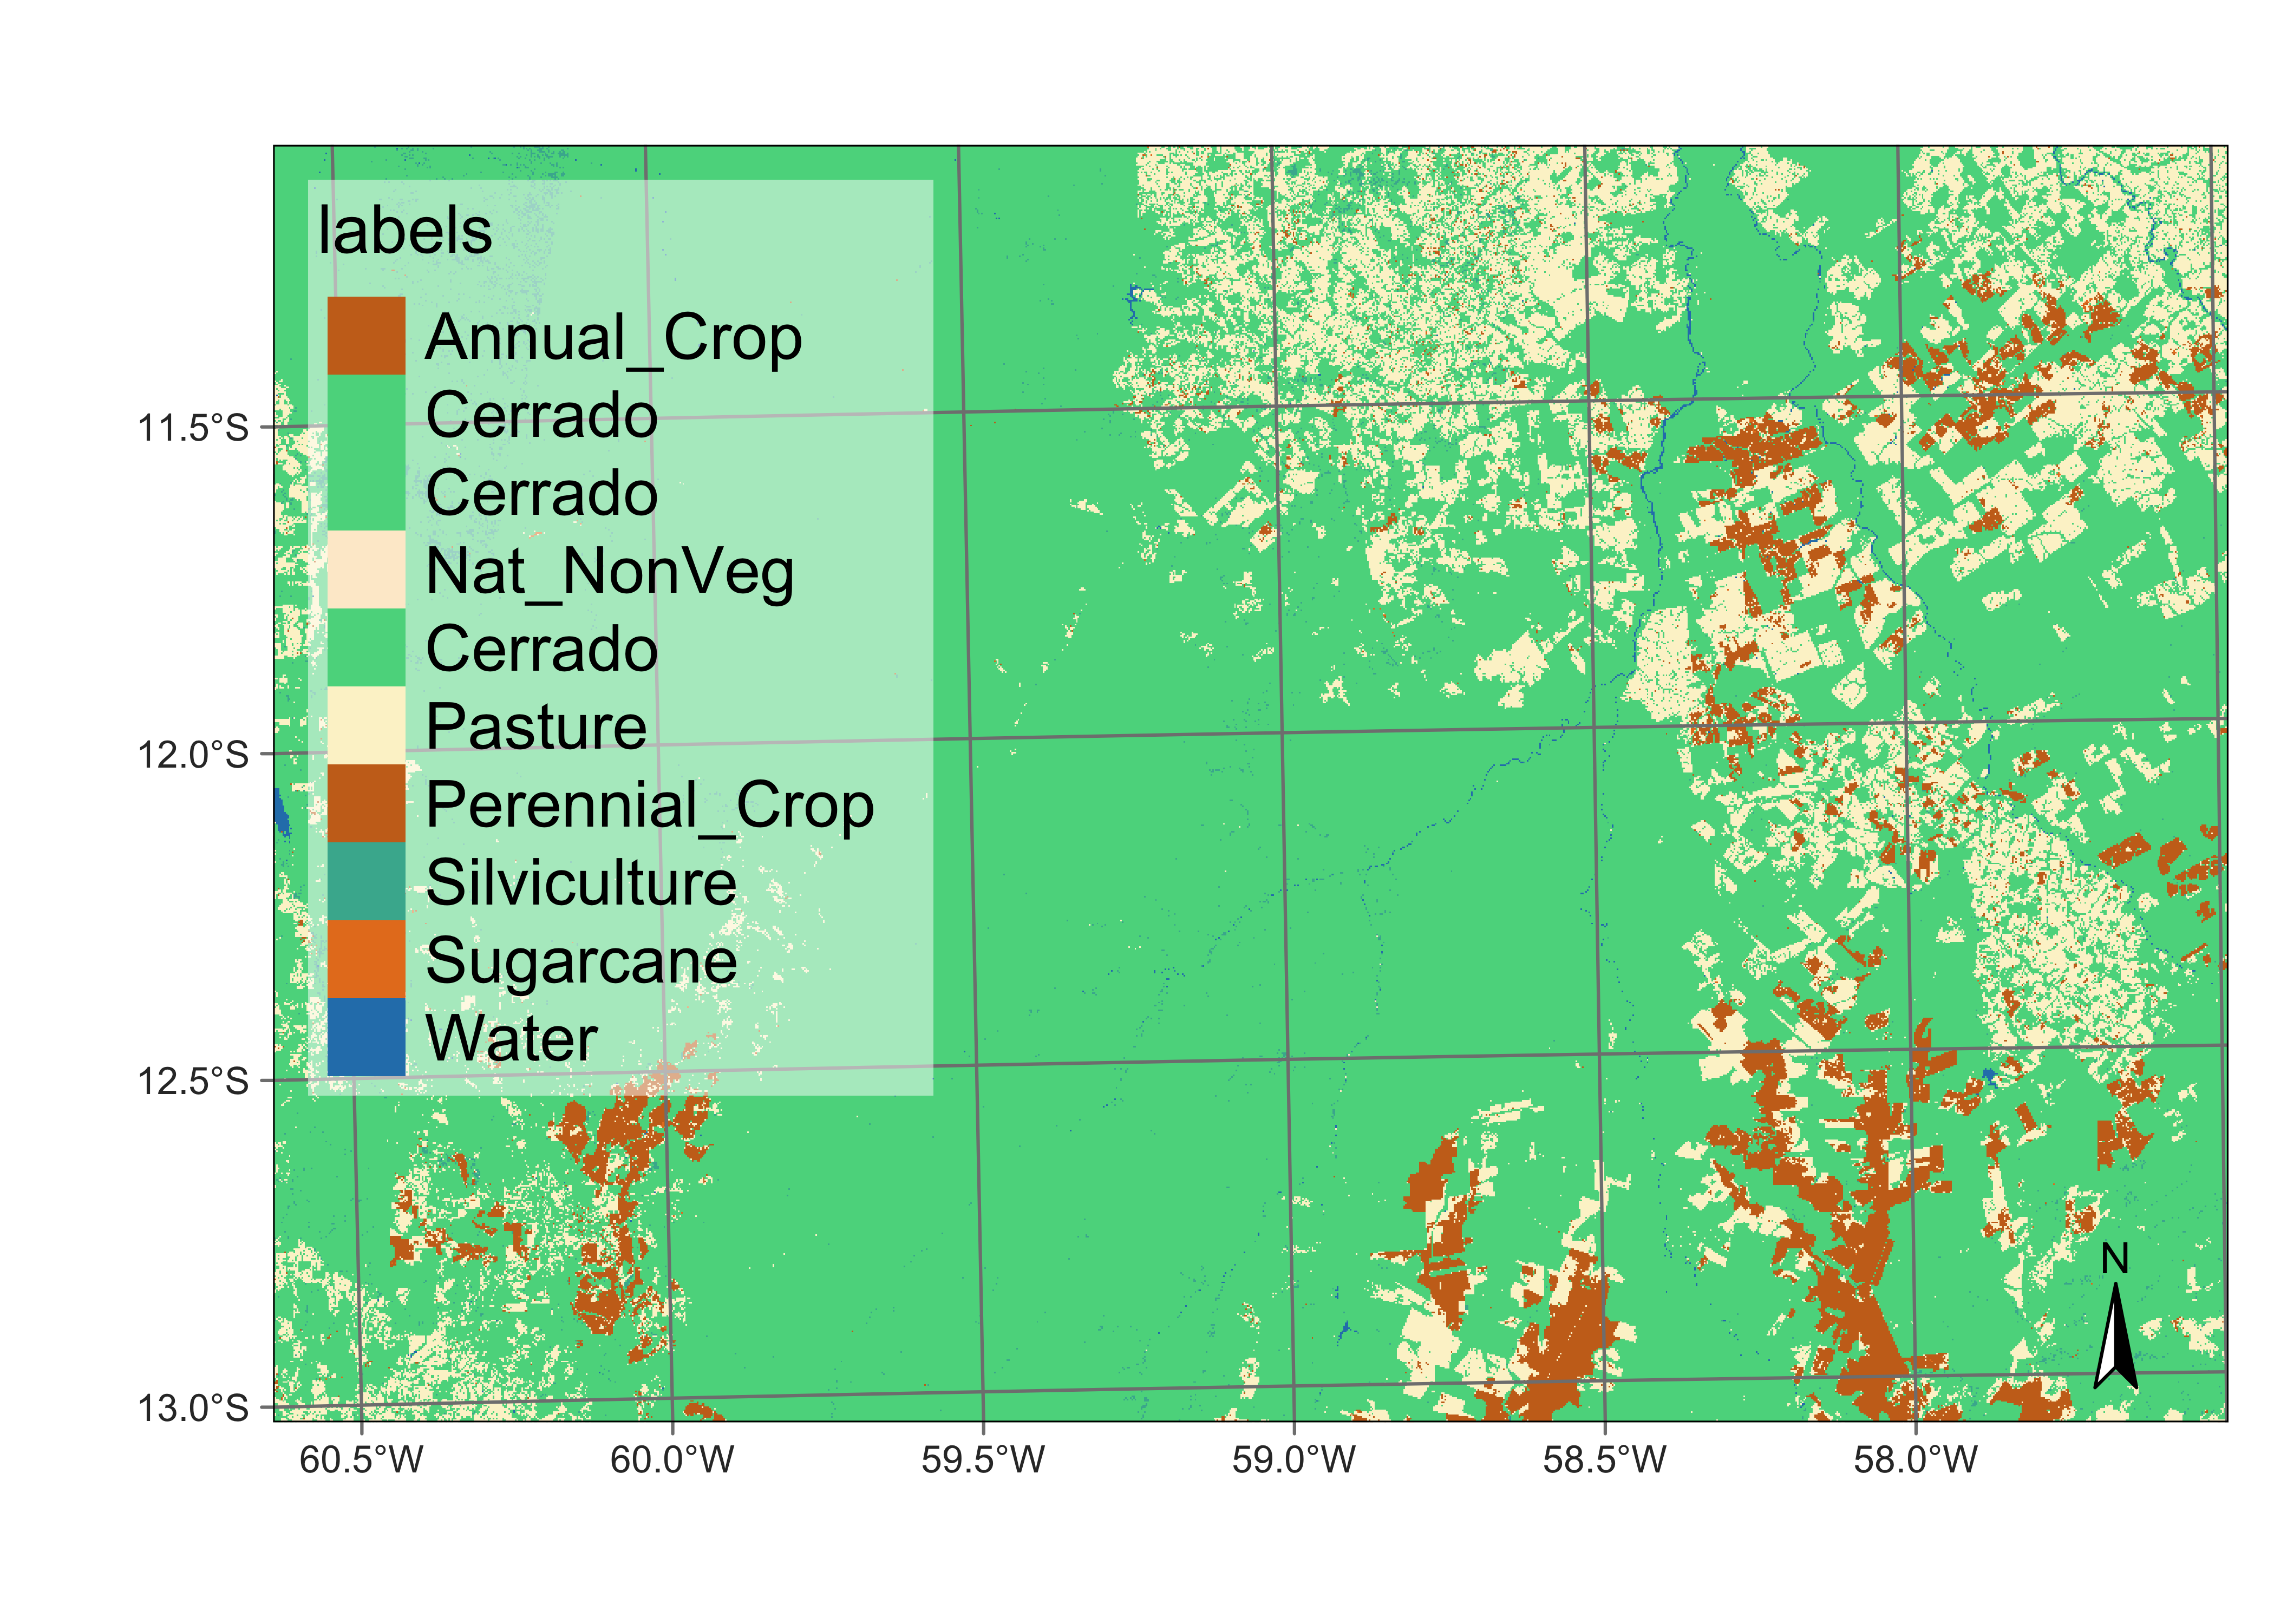 labels
Annual_Crop
Cerrado
Cerrado
Nat_NonVeg
Cerrado
Pasture
Perennial_Crop
Silviculture
Sugarcane
Water
11.5°S
12.0°S
12.5°S
13.0°S
N
60.5°W 60.0°W 59.5°W 59.0°W 58.5°W 58.0°W